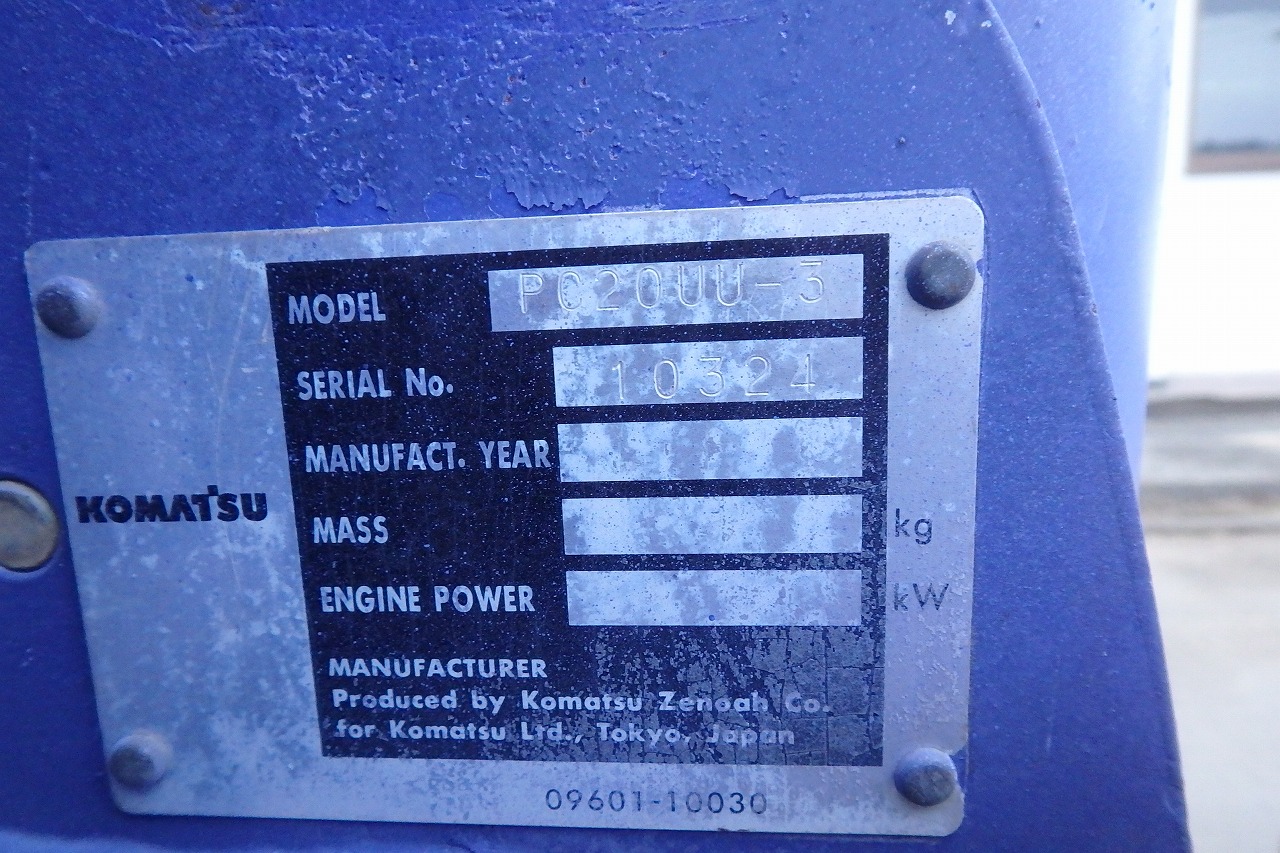 MODEL PC20UU-3
SERIAL No. 10324
MANUFACT. YEAR
KOMATSU
MASS kg
ENGINE POWER kW
MANUFACTURER
Produced by Komatsu Zenoah Co.
for Komatsu Ltd., Tokyo, Japan
09601-10030